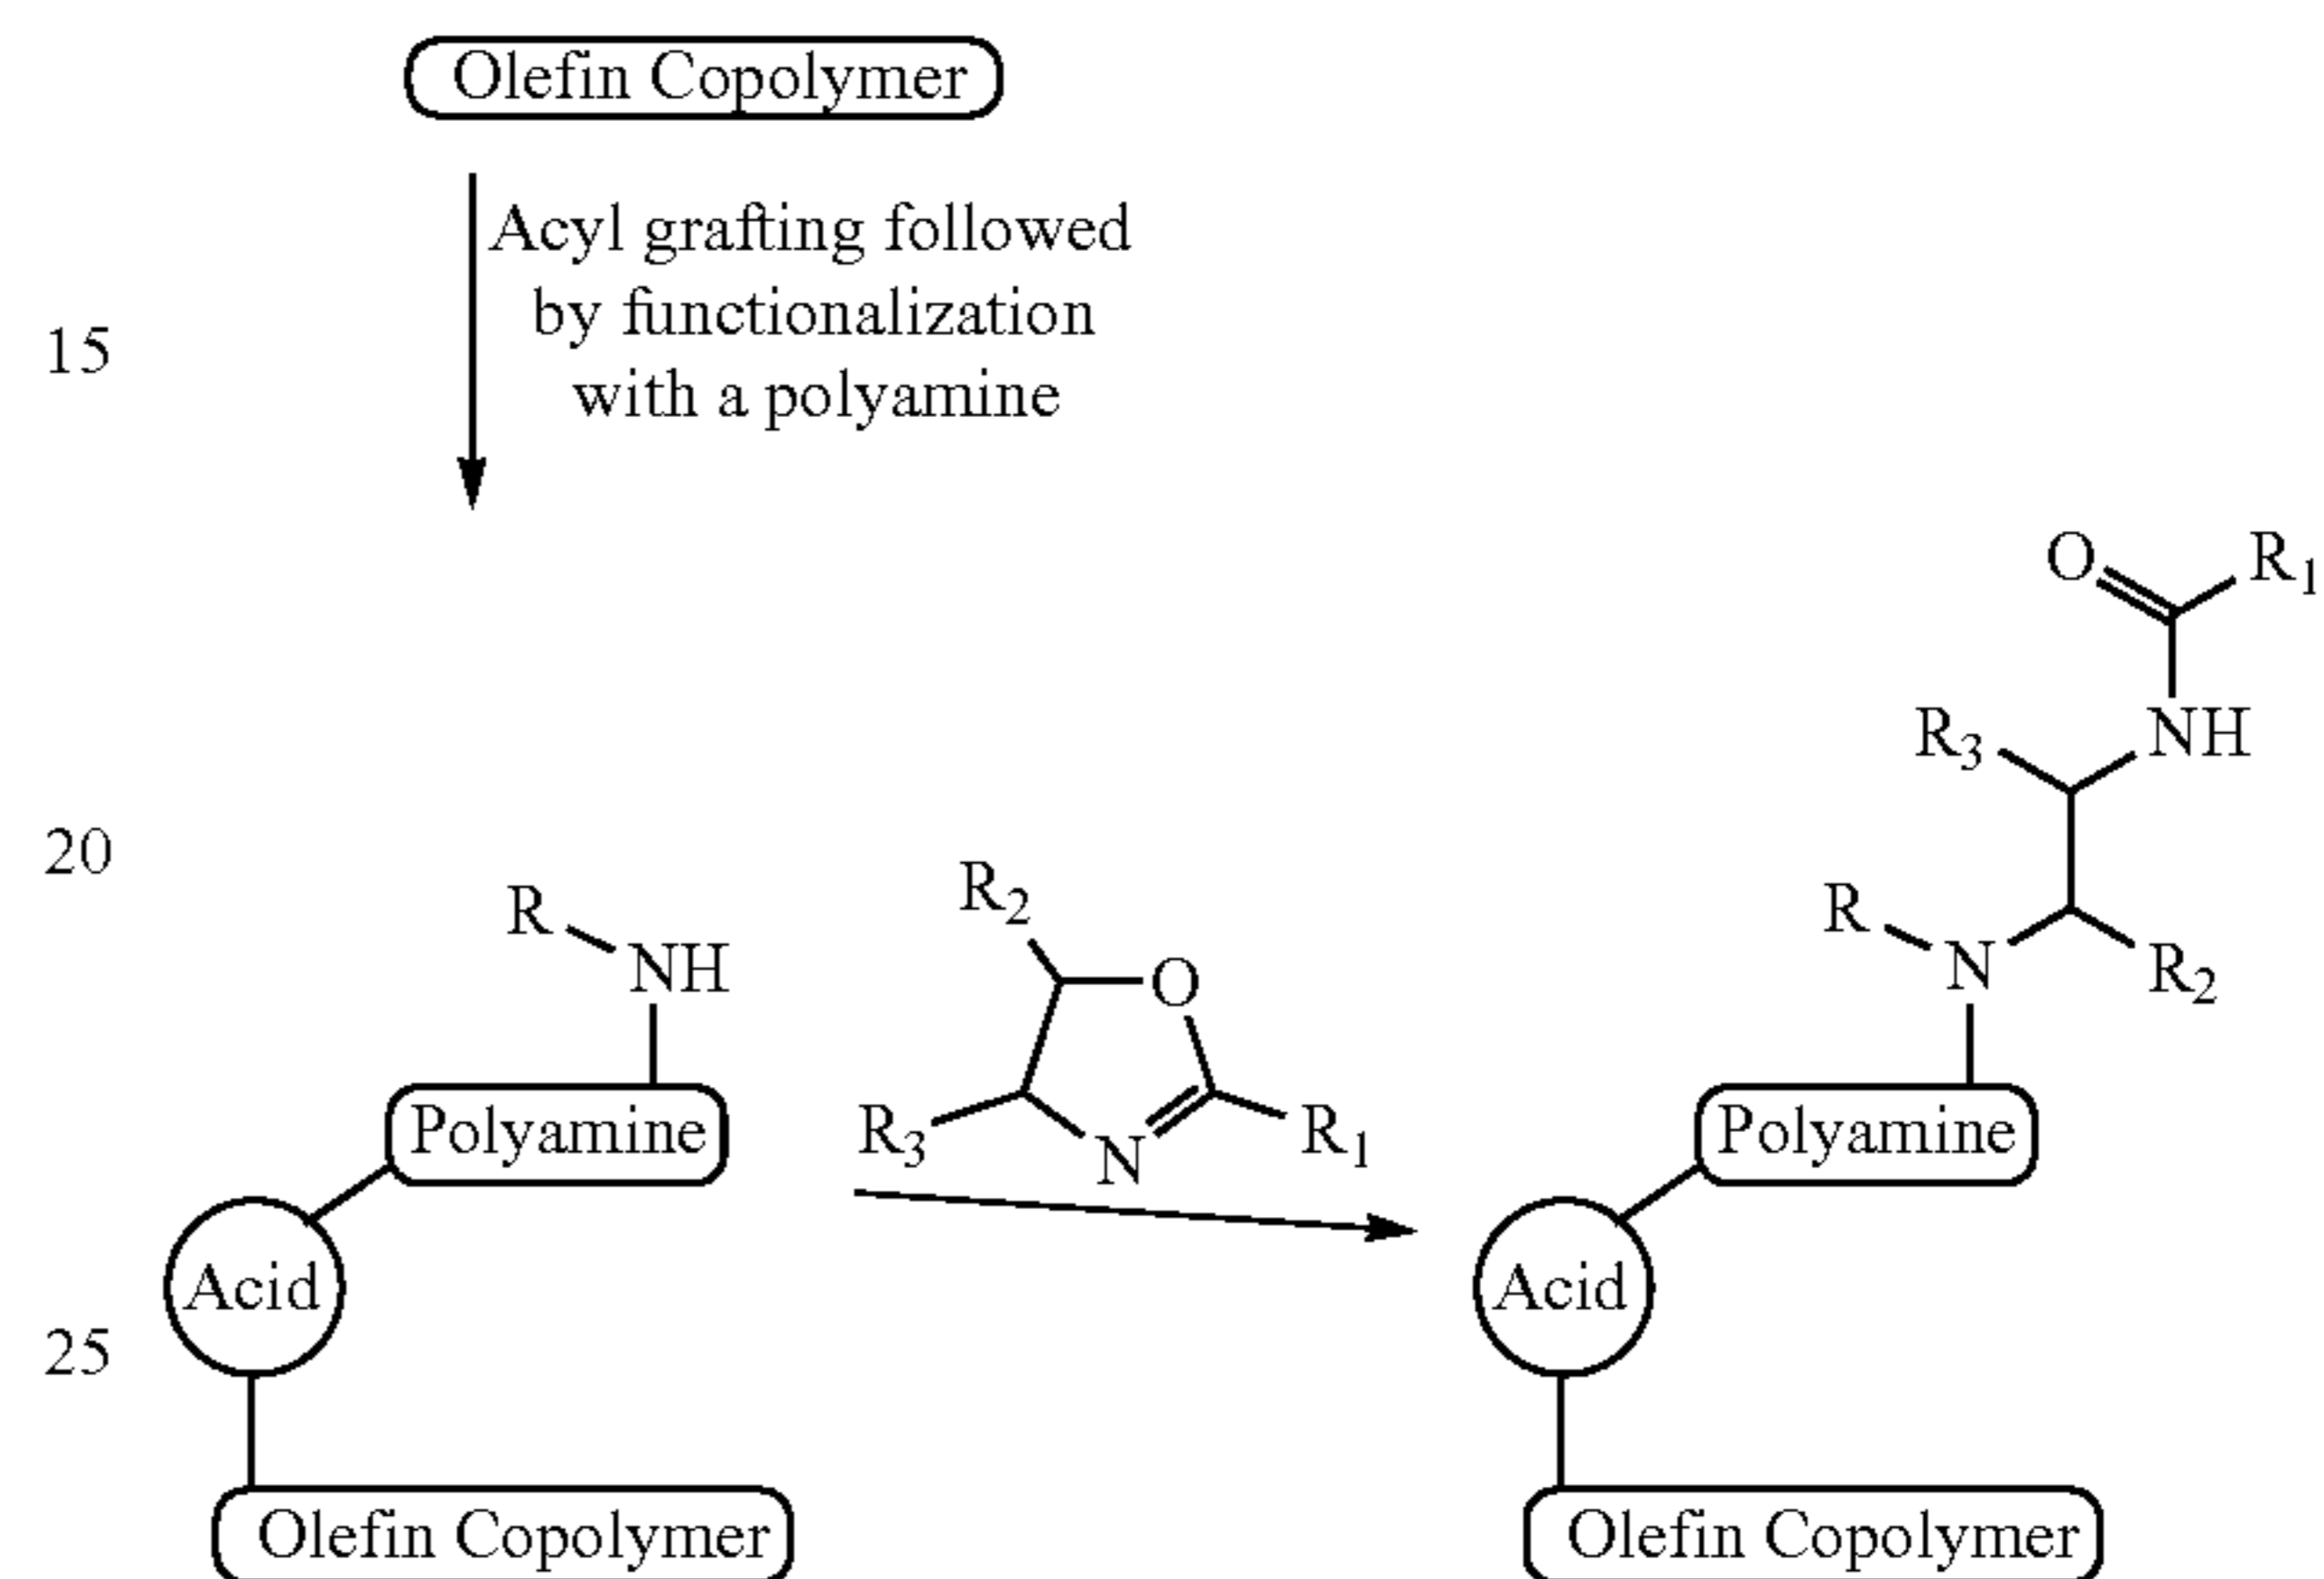 Olefin Copolymer
Acyl grafting followed
by functionalization
with a polyamine
15
O
R1
R3
NH
20
R2
R
NH
O
R
N
R2
Polyamine
R3
N
R1
Polyamine
Acid
Acid
25
Olefin Copolymer
Olefin Copolymer